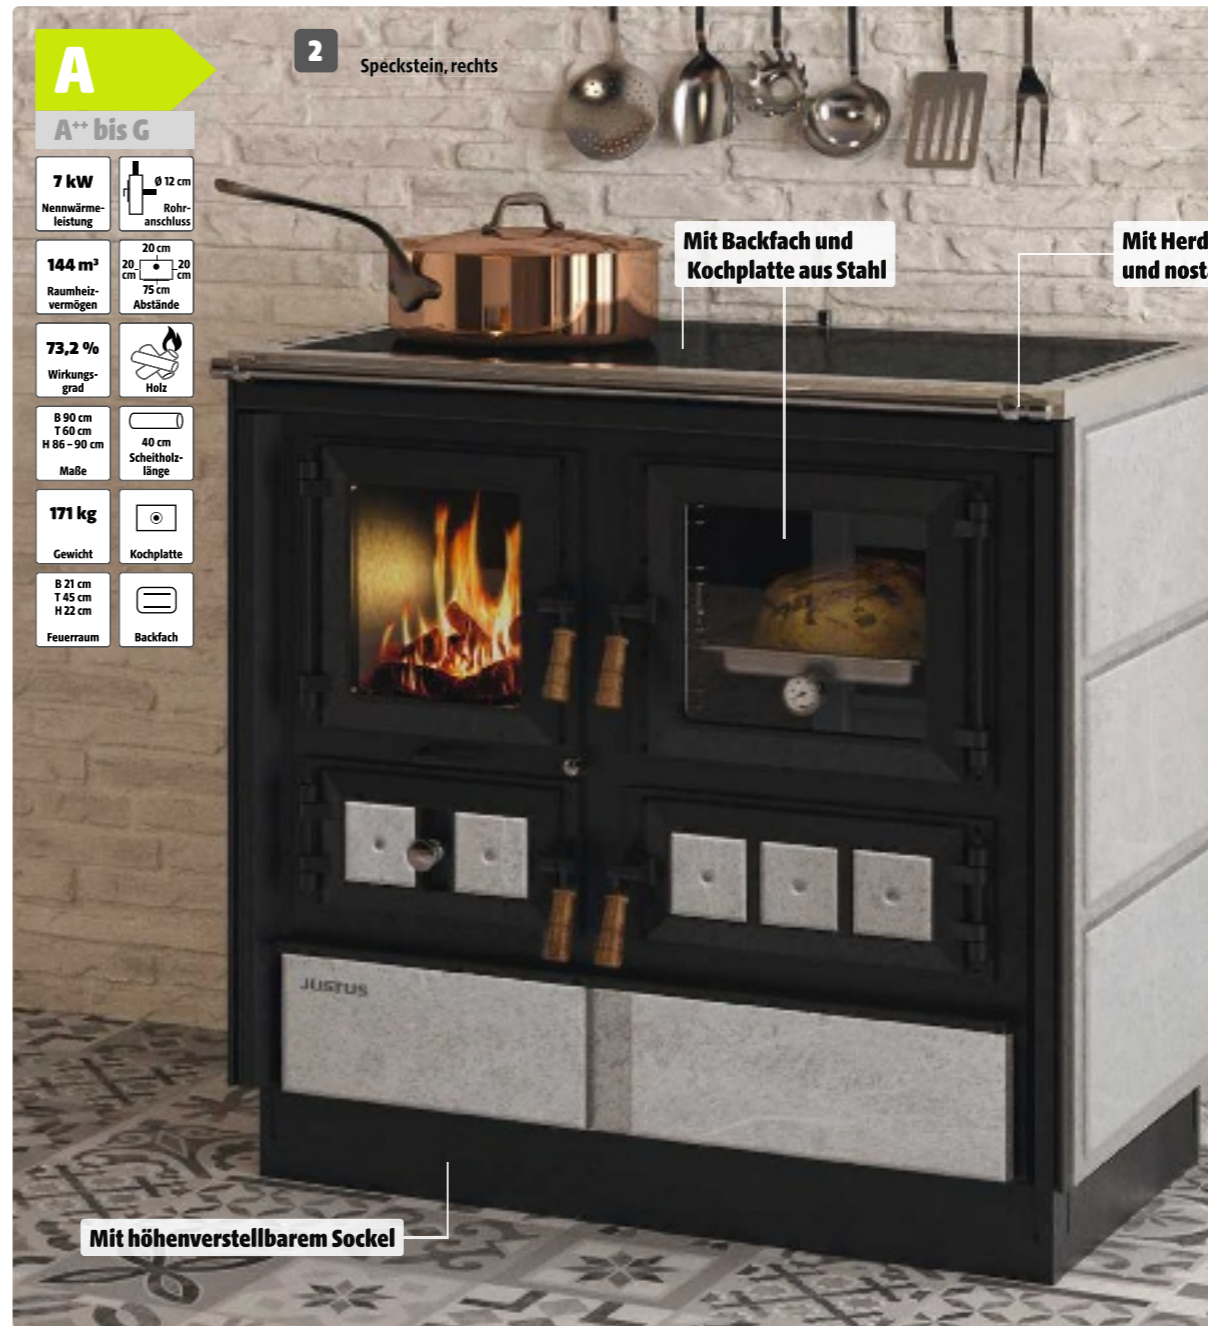 A
A++ bis G
2
Speckstein, rechts
7 kW
Nennwärme-
leistung
Ø 12 cm
Rohr-
anschluss
144 m³
Raumheiz-
vermögen
20 cm
20 cm
20 cm
75 cm
Abstände
73,2 %
Wirkungs-
grad
Holz
B 90 cm
T 60 cm
H 86 – 90 cm
Maße
40 cm
Scheitholz-
länge
171 kg
Gewicht
Kochplatte
B 21 cm
T 45 cm
H 22 cm
Feuerraum
Backfach
Mit Backfach und
Kochplatte aus Stahl
Mit Herd
und nost
JUSTUS
Mit höhenverstellbarem Sockel